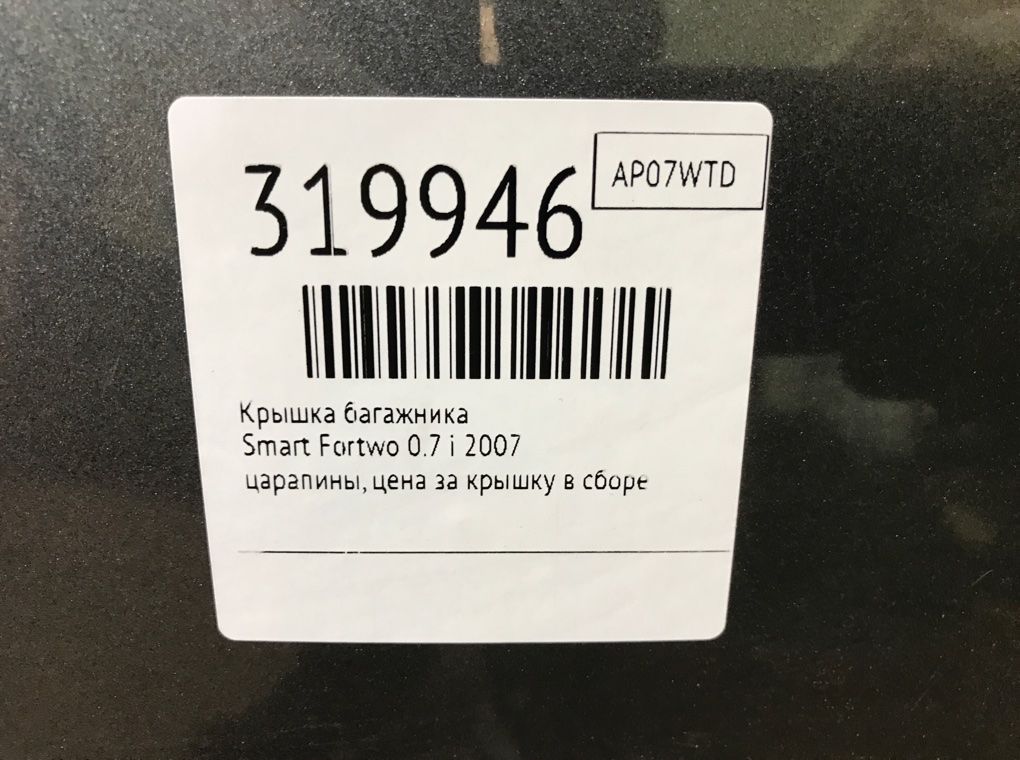 319946
AP07WTD
Крышка багажника
Smart Fortwo 0.7 i 2007
царапины, цена за крышку в сборе